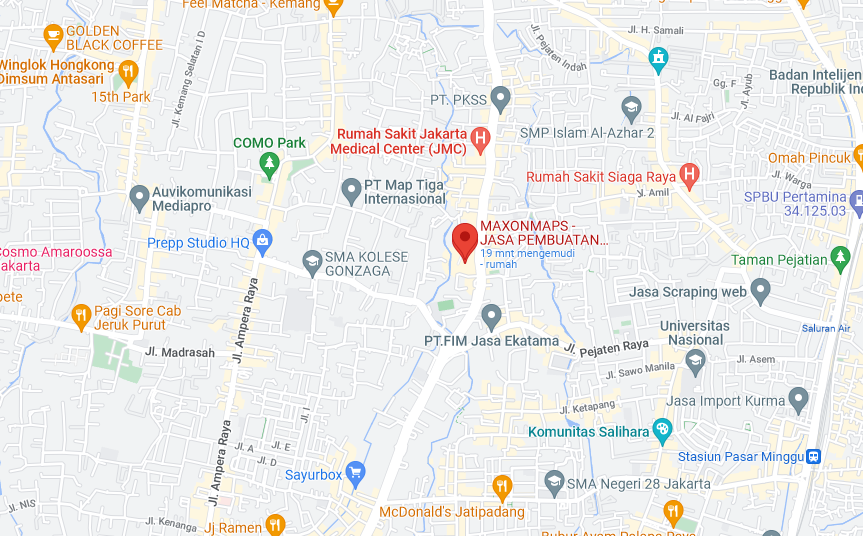 Feel Matcha - Kemang
GOLDEN
BLACK COFFEE
Winglok Hongkong
Dimsum Antasari
15th Park
Jl. Kemang Selatan I D
Jl. H. Samali
Jl. Pejaten Indah
Badan Intelijen
Republik
Gg. F
Jl. Ayub
PT. PKSS
Jl. Al Fajri
SMP Islam Al-Azhar 2
Rumah Sakit Jakarta
Medical Center (JMC)
COMO Park
Omah Pincuk
Rumah Sakit Siaga Raya
Jl. Warga
Jl. Amil
PT Map Tiga
Internasional
Auvikomunikasi
Mediapro
SPBU Pertamina
34.125.03
MAXONMAPS -
JASA PEMBUATAN...
19 mnt mengemudi
- rumah
Prepp Studio HQ
Cosmo Amaroossa
Jakarta
SMA KOLESE
GONZAGA
Taman Pejatian
Jasa Scraping web
Pagi Sore Cab
Jeruk Purut
Jl. Ampera Raya
Saluran Air
Universitas
Nasional
PT.FIM Jasa Ekatama
Jl. Madrasah
Jl. Pejaten Raya
Jl. Asem
Jl. Sawo Manila
Jasa Import Kurma
Jl. Ketapang
Jl. I
Komunitas Salihara
Jl. Ampera Raya
Jl. E
Jl. A
Jl. D
Stasiun Pasar Minggu
Sayurbox
SMA Negeri 28 Jakarta
McDonald's Jatipadang
Jl. NIS
Jl. Kenanga
Jj Ramen
Bubur Ayam Palang Raya